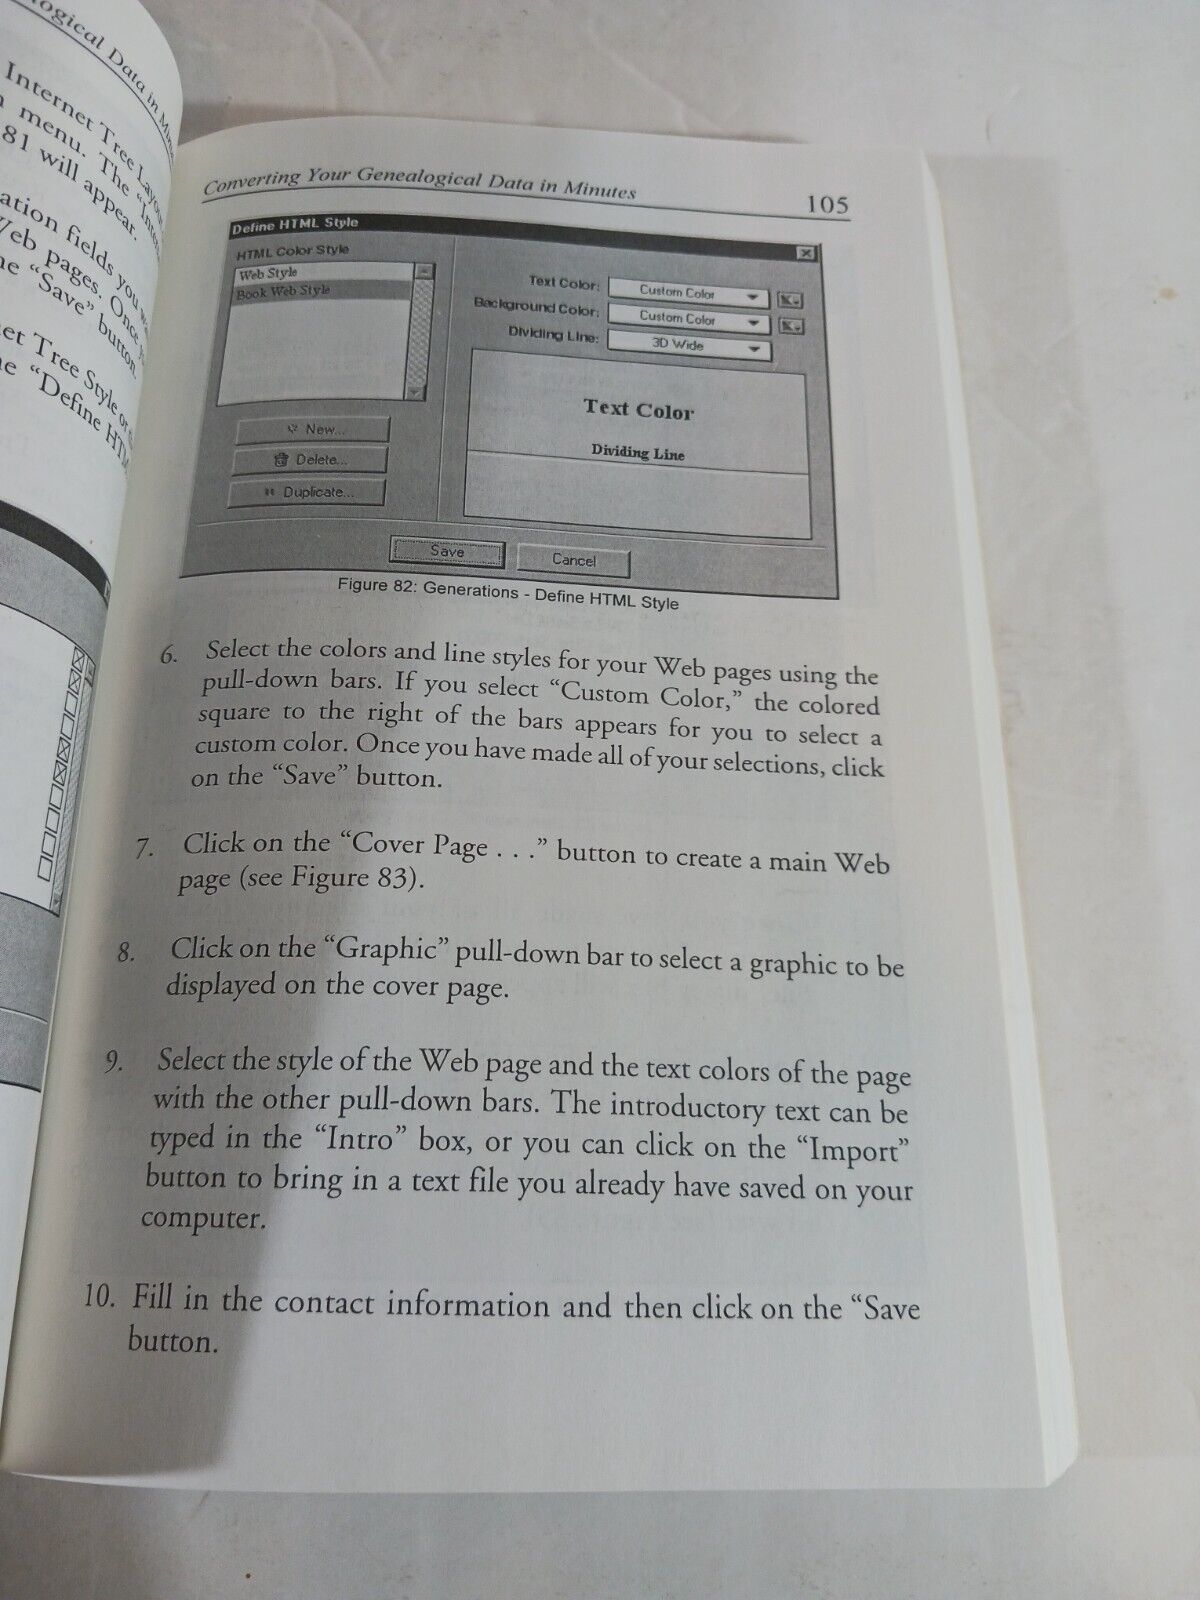 ogical Data in Minu
Internet Tree Layou
menu. The "Inter
81 will appear.
ation fields you w
Web pages. Once
"Save" button.
et Tree Style or
"Define HTM
Converting Your Genealogical Data in Minutes
105
Define HTML Style
HTML Color Style
Web Style
Book Web Style
New...
Delete...
Duplicate...
Text Color: Custom Color
Background Color: Custom Color
Dividing Line: 3D Wide
Text Color
Dividing Line
Save Cancel
Figure 82: Generations - Define HTML Style
6. Select the colors and line styles for your Web pages using the
pull-down bars. If you select “Custom Color,” the colored
square to the right of the bars appears for you to select a
custom color. Once you have made all of your selections, click
on the “Save” button.
7. Click on the “Cover Page . . .” button to create a main Web
page (see Figure 83).
8. Click on the “Graphic” pull-down bar to select a graphic to be
displayed on the cover page.
9. Select the style of the Web page and the text colors of the page
with the other pull-down bars. The introductory text can be
typed in the “Intro” box, or you can click on the “Import”
button to bring in a text file you already have saved on your
computer.
10. Fill in the contact information and then click on the “Save
button.